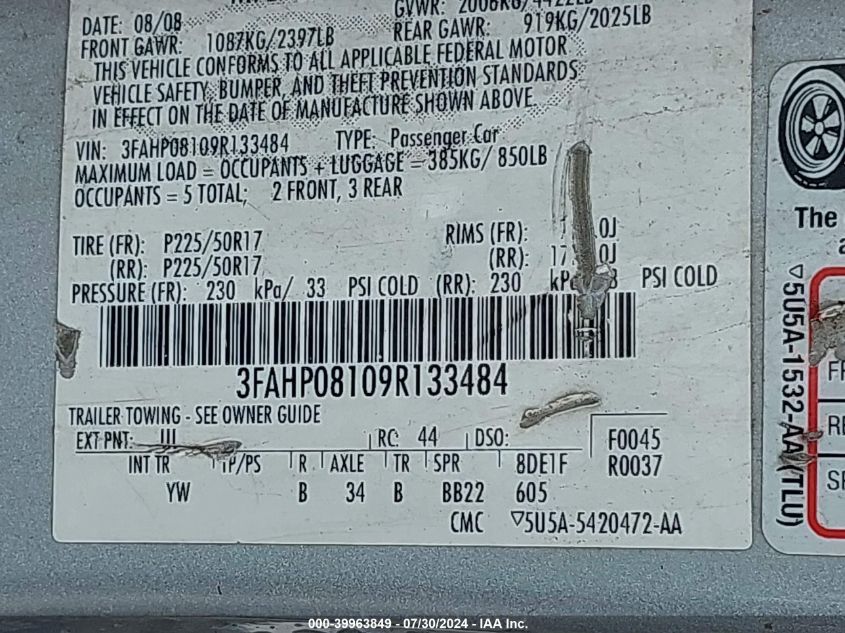 DATE: 08/08
GVWR: 2006KG/4422LB
FRONT GAWR: 1087KG/2397LB
REAR GAWR: 919KG/2025LB
THIS VEHICLE CONFORMS TO ALL APPLICABLE FEDERAL MOTOR
VEHICLE SAFETY, BUMPER, AND THEFT PREVENTION STANDARDS
IN EFFECT ON THE DATE OF MANUFACTURE SHOWN ABOVE.
VIN: 3FAHP08109R133484 TYPE: Passenger Car
MAXIMUM LOAD = OCCUPANTS + LUGGAGE = 385KG/ 850LB
OCCUPANTS = 5 TOTAL; 2 FRONT, 3 REAR
TIRE (FR): P225/50R17 RIMS (FR):
(RR): P225/50R17 (RR):
PRESSURE (FR): 230 kPa/ 33 PSI COLD (RR): 230 PSI COLD
3FAHP08109R133484
TRAILER TOWING - SEE OWNER GUIDE
EXT PNT: RC: 44 DSO: F0045
R0037
INT TR TP/PS R AXLE TR SPR 8DE1F
YW B 34 B BB22 605
CMC ▽5U5A-5420472-AA
The
▽5U5A-1532-AA (TLU)
000-39963849 - 07/30/2024 - IAA Inc.